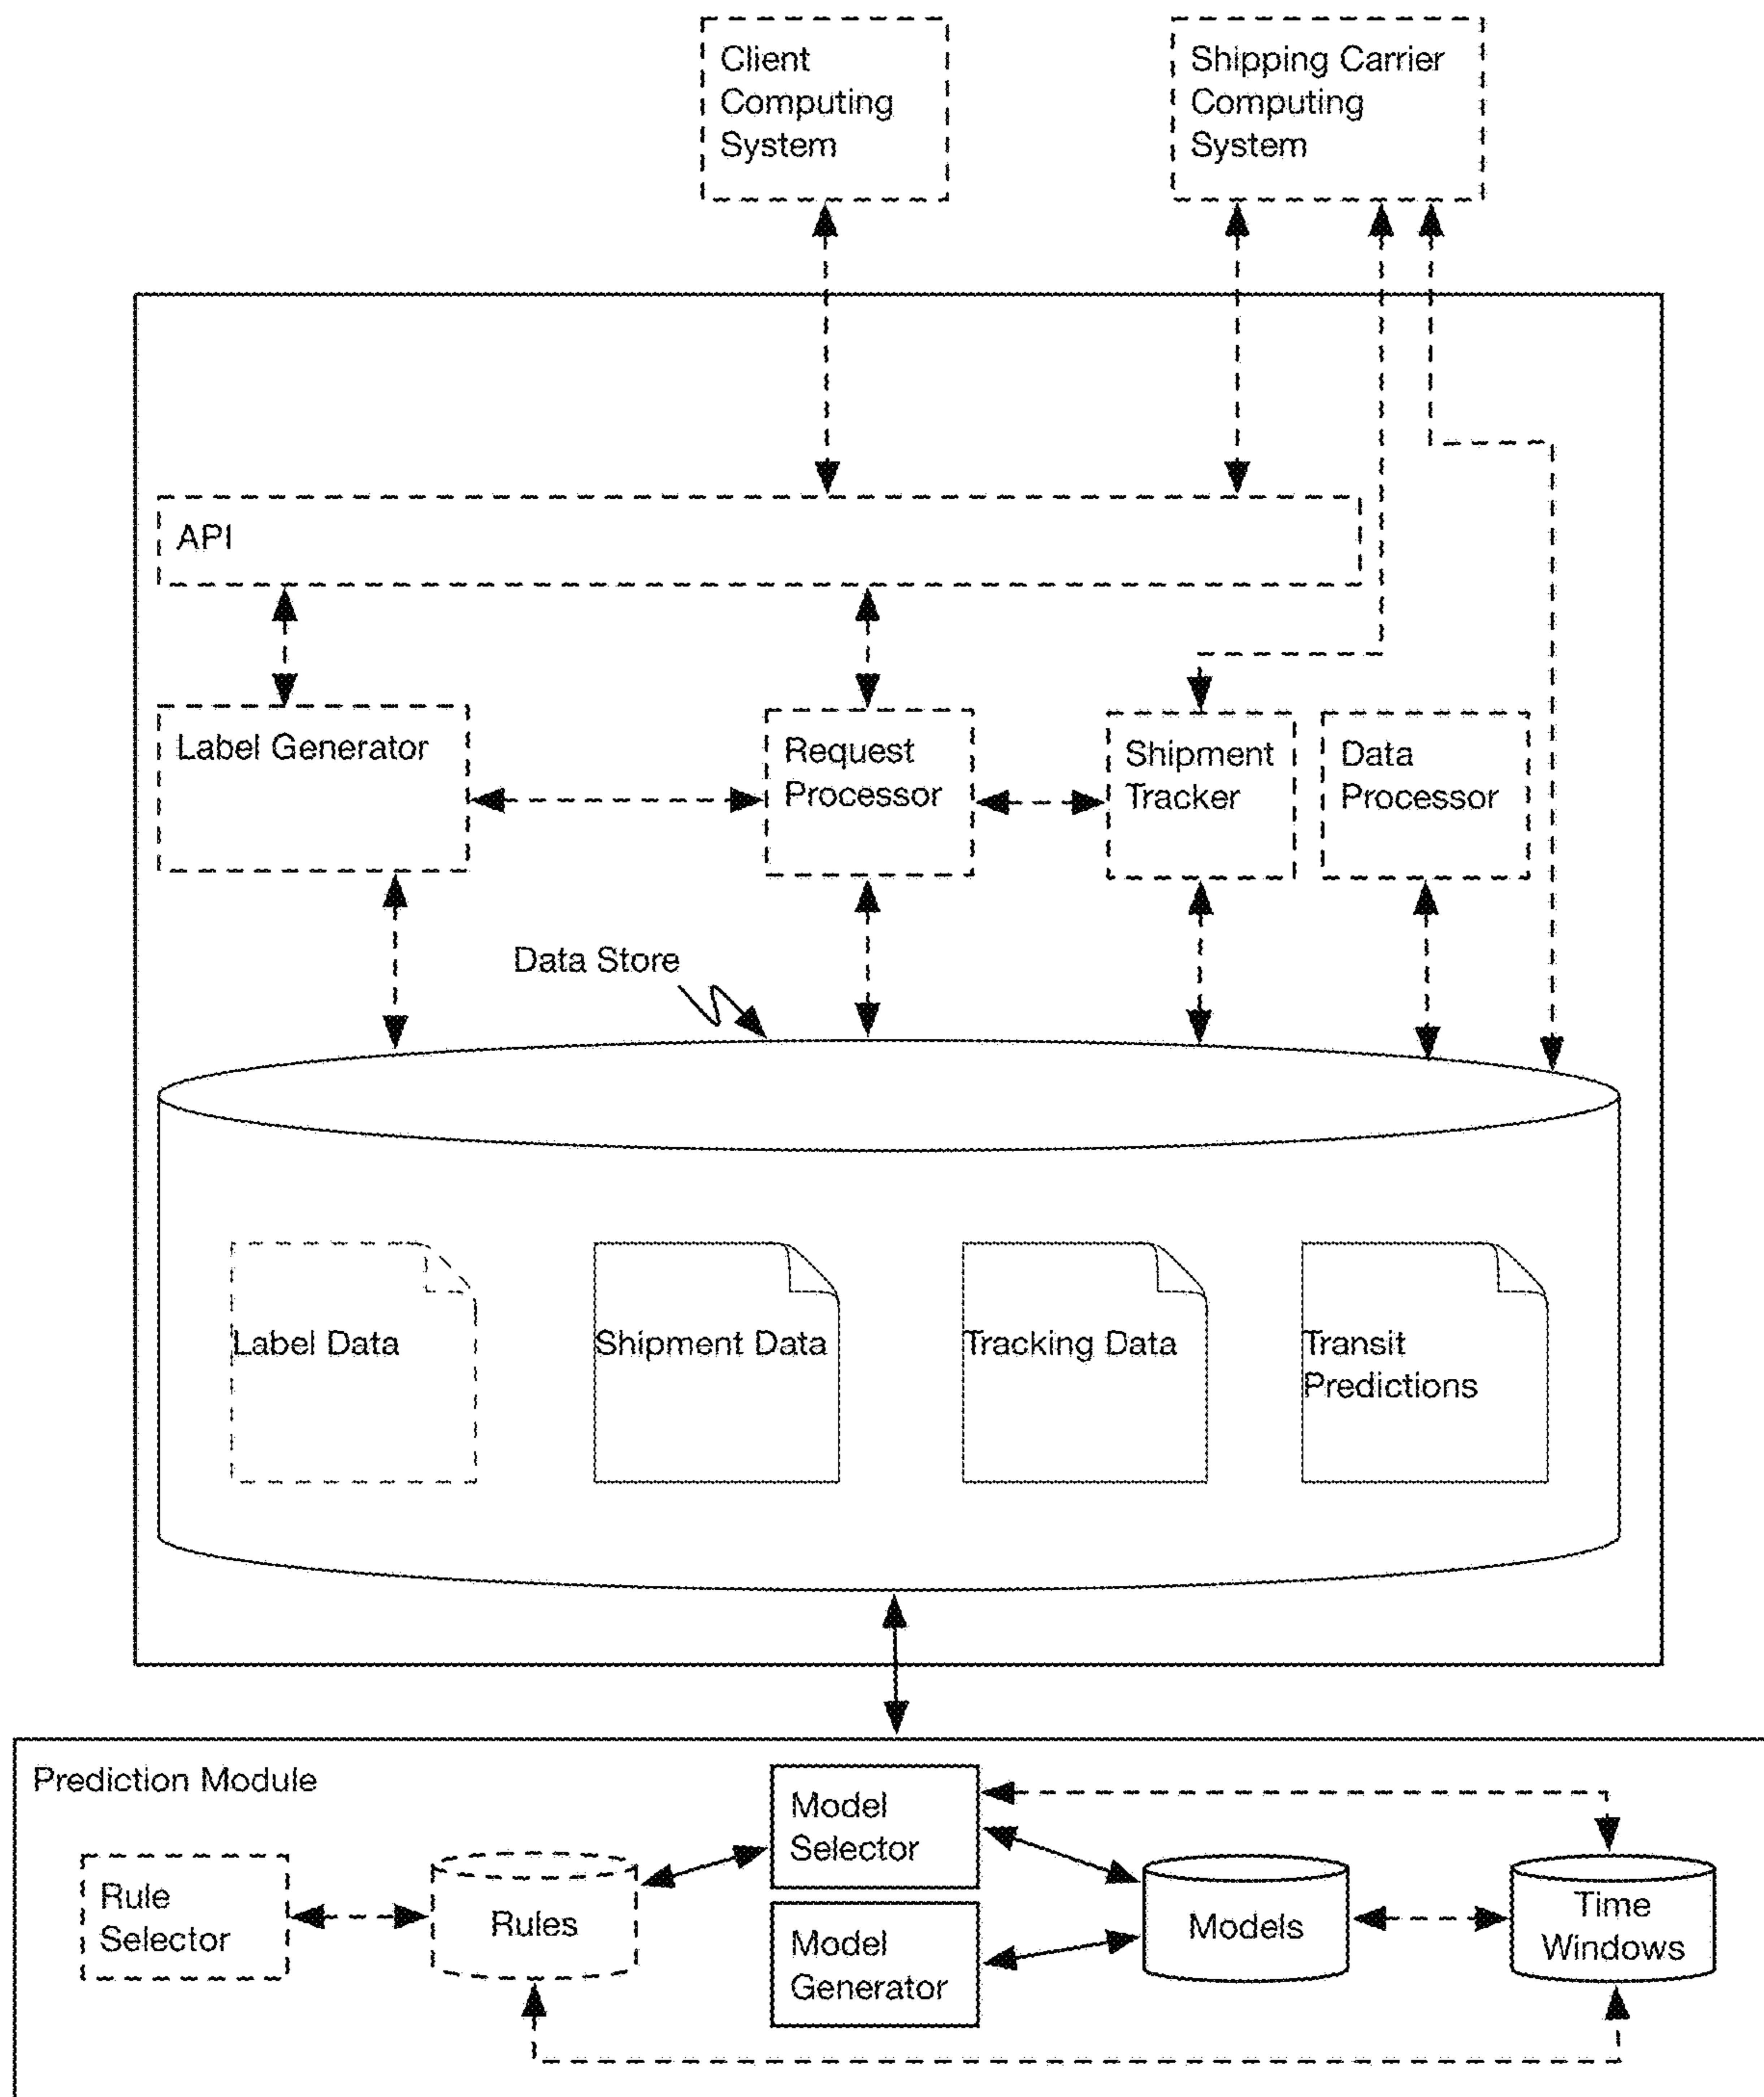 Client
Computing
System
Shipping Carrier
Computing
System
API
Label Generator
Request
Processor
Shipment
Tracker
Data
Processor
Data Store
Label Data
Shipment Data
Tracking Data
Transit
Predictions
Prediction Module
Rule
Selector
Rules
Model
Selector
Model
Generator
Models
Time
Windows